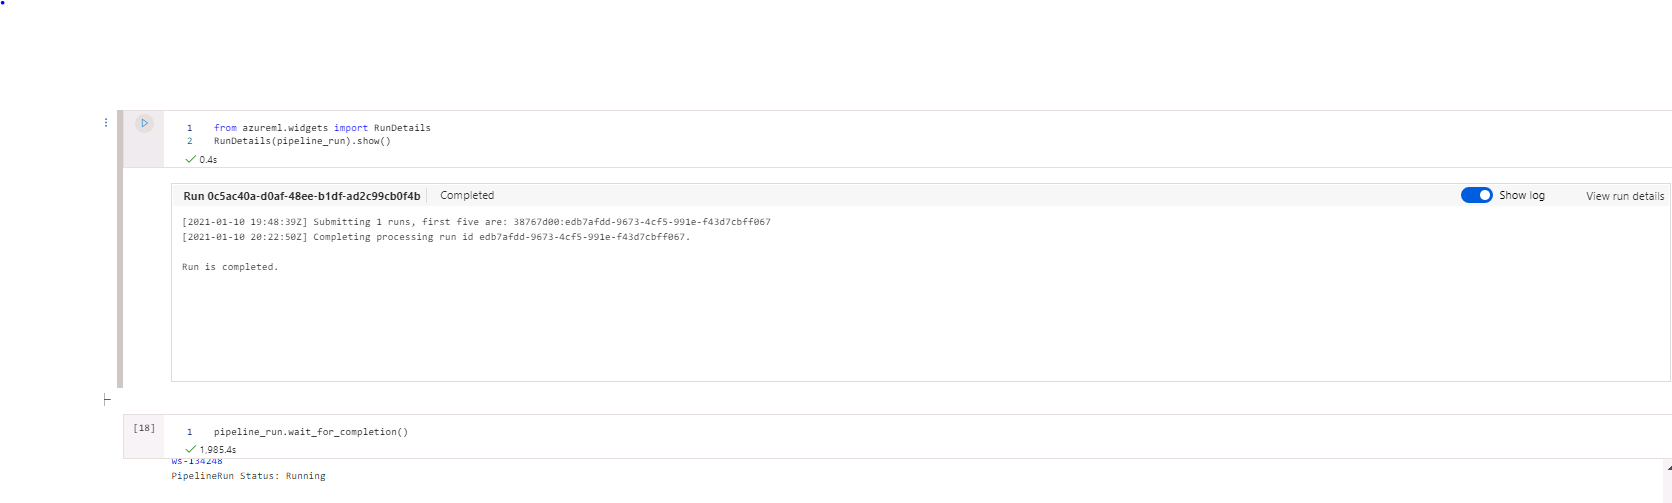 1 from azureml.widgets import RunDetails
2 RunDetails(pipeline_run).show()
0.4s
Run 0c5ac40a-d0af-48ee-b1df-ad2c99cb0f4b Completed Show log View run details
[2021-01-10 19:48:39Z] Submitting 1 runs, first five are: 38767d00:edb7afdd-9673-4cf5-991e-f43d7cbff067
[2021-01-10 20:22:50Z] Completing processing run id edb7afdd-9673-4cf5-991e-f43d7cbff067.
Run is completed.
[18] 1 pipeline_run.wait_for_completion()
1,985.4s
ws-134248
PipelineRun Status: Running